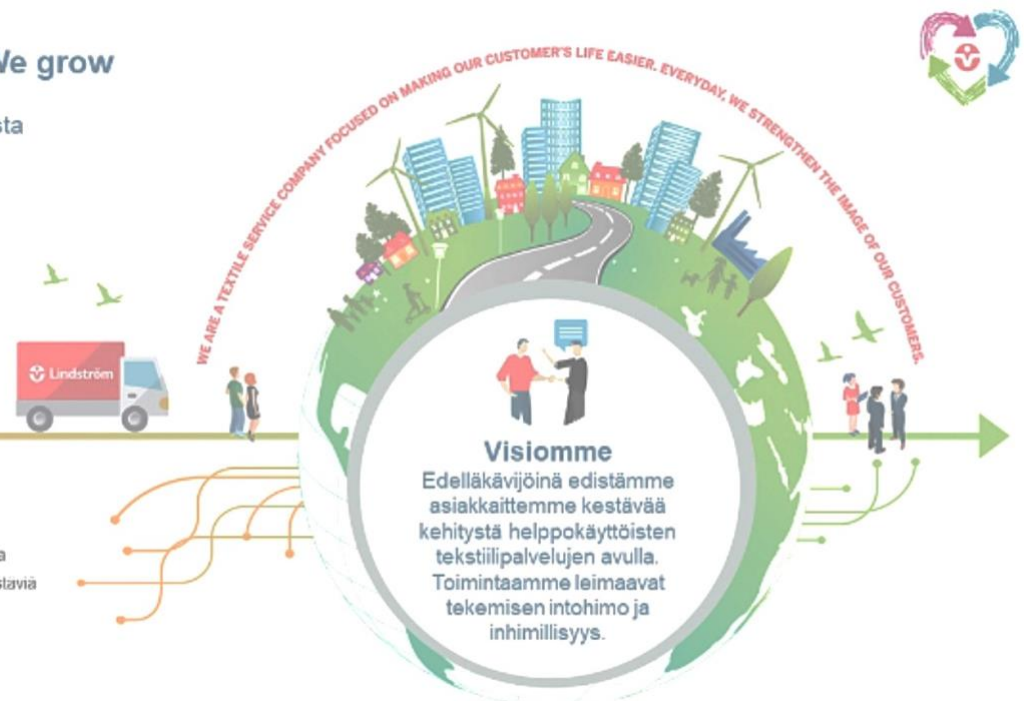 We grow
WE ARE A TEXTILE SERVICE COMPANY FOCUSED ON MAKING OUR CUSTOMER'S LIFE EASIER. EVERYDAY, WE STRENGTHEN THE IMAGE OF OUR CUSTOMERS.
Lindström
Visiomme
Edelläkävijöinä edistämme
asiakkaittemme kestävää
kehitystä helppokäyttöisten
tekstiilipalvelujen avulla.
Toimintaamme leimaavat
tekemisen intohimo ja
inhimillisyys.